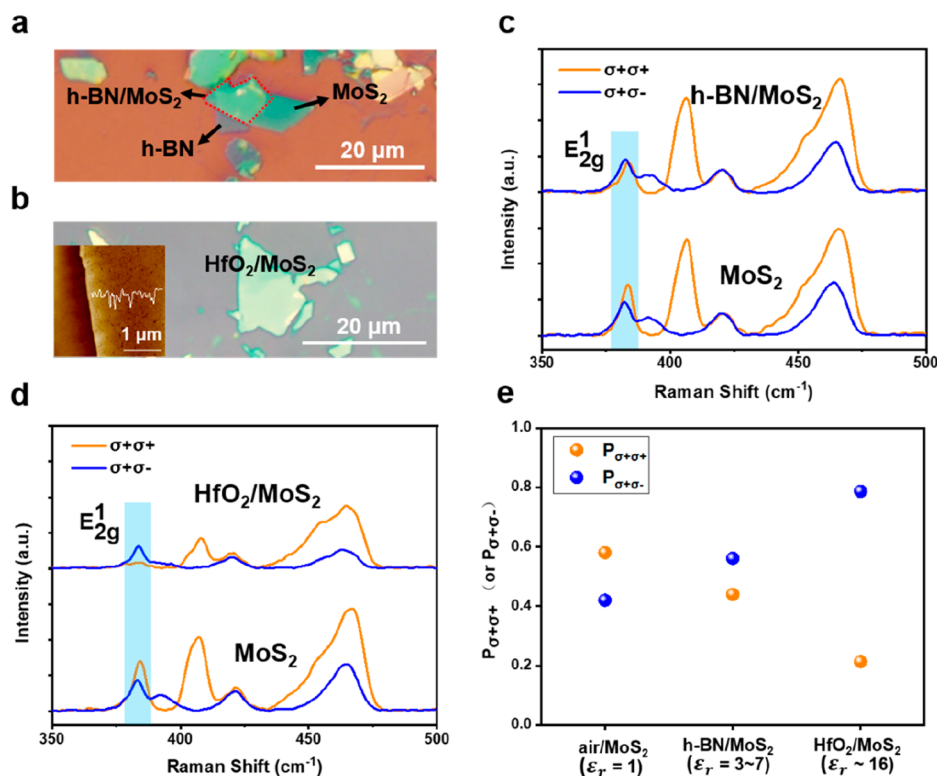 a
h-BN/MoS₂
MoS₂
h-BN
20 μm
b
HfO₂/MoS₂
1 μm
20 μm
c
σ+σ+
σ+σ-
h-BN/MoS₂
E¹₂g
MoS₂
Intensity (a.u.)
350 400 450 500
Raman Shift (cm⁻¹)
d
σ+σ+
σ+σ-
HfO₂/MoS₂
E¹₂g
MoS₂
Intensity (a.u.)
350 400 450 500
Raman Shift (cm⁻¹)
e
1.0
0.8
0.6
0.4
0.2
0.0
Pσ+σ+
Pσ+σ-
Pσ+σ+ (or Pσ+σ-)
air/MoS₂ h-BN/MoS₂ HfO₂/MoS₂
(εr = 1) (εr = 3~7) (εr ~ 16)